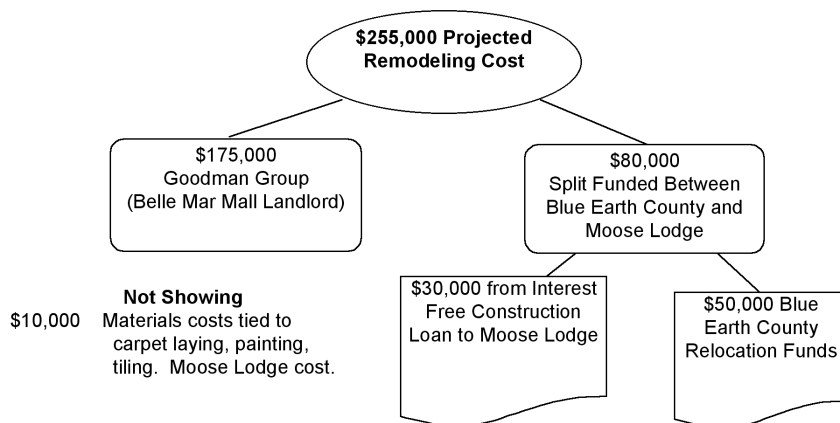 $255,000 Projected
Remodeling Cost
$175,000
Goodman Group
(Belle Mar Mall Landlord)
$80,000
Split Funded Between
Blue Earth County and
Moose Lodge
Not Showing
$10,000 Materials costs tied to
carpet laying, painting,
tiling. Moose Lodge cost.
$30,000 from Interest
Free Construction
Loan to Moose Lodge
$50,000 Blue
Earth County
Relocation Funds